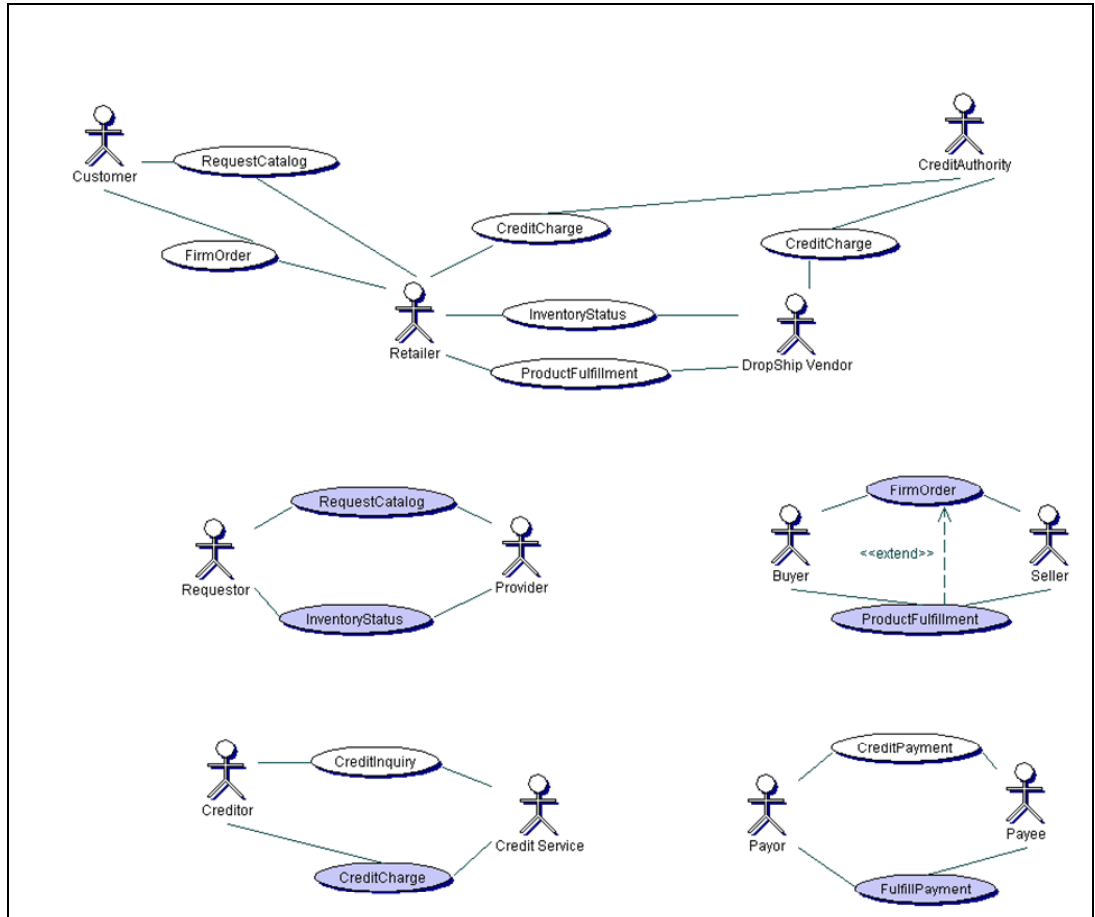 Customer
RequestCatalog
CreditAuthority
CreditCharge
CreditCharge
FirmOrder
Retailer
InventoryStatus
DropShip Vendor
ProductFulfillment
RequestCatalog
Requestor
Provider
InventoryStatus
FirmOrder
<<extend>>
Buyer
Seller
ProductFulfillment
CreditInquiry
Creditor
Credit Service
CreditCharge
CreditPayment
Payor
Payee
FulfillPayment